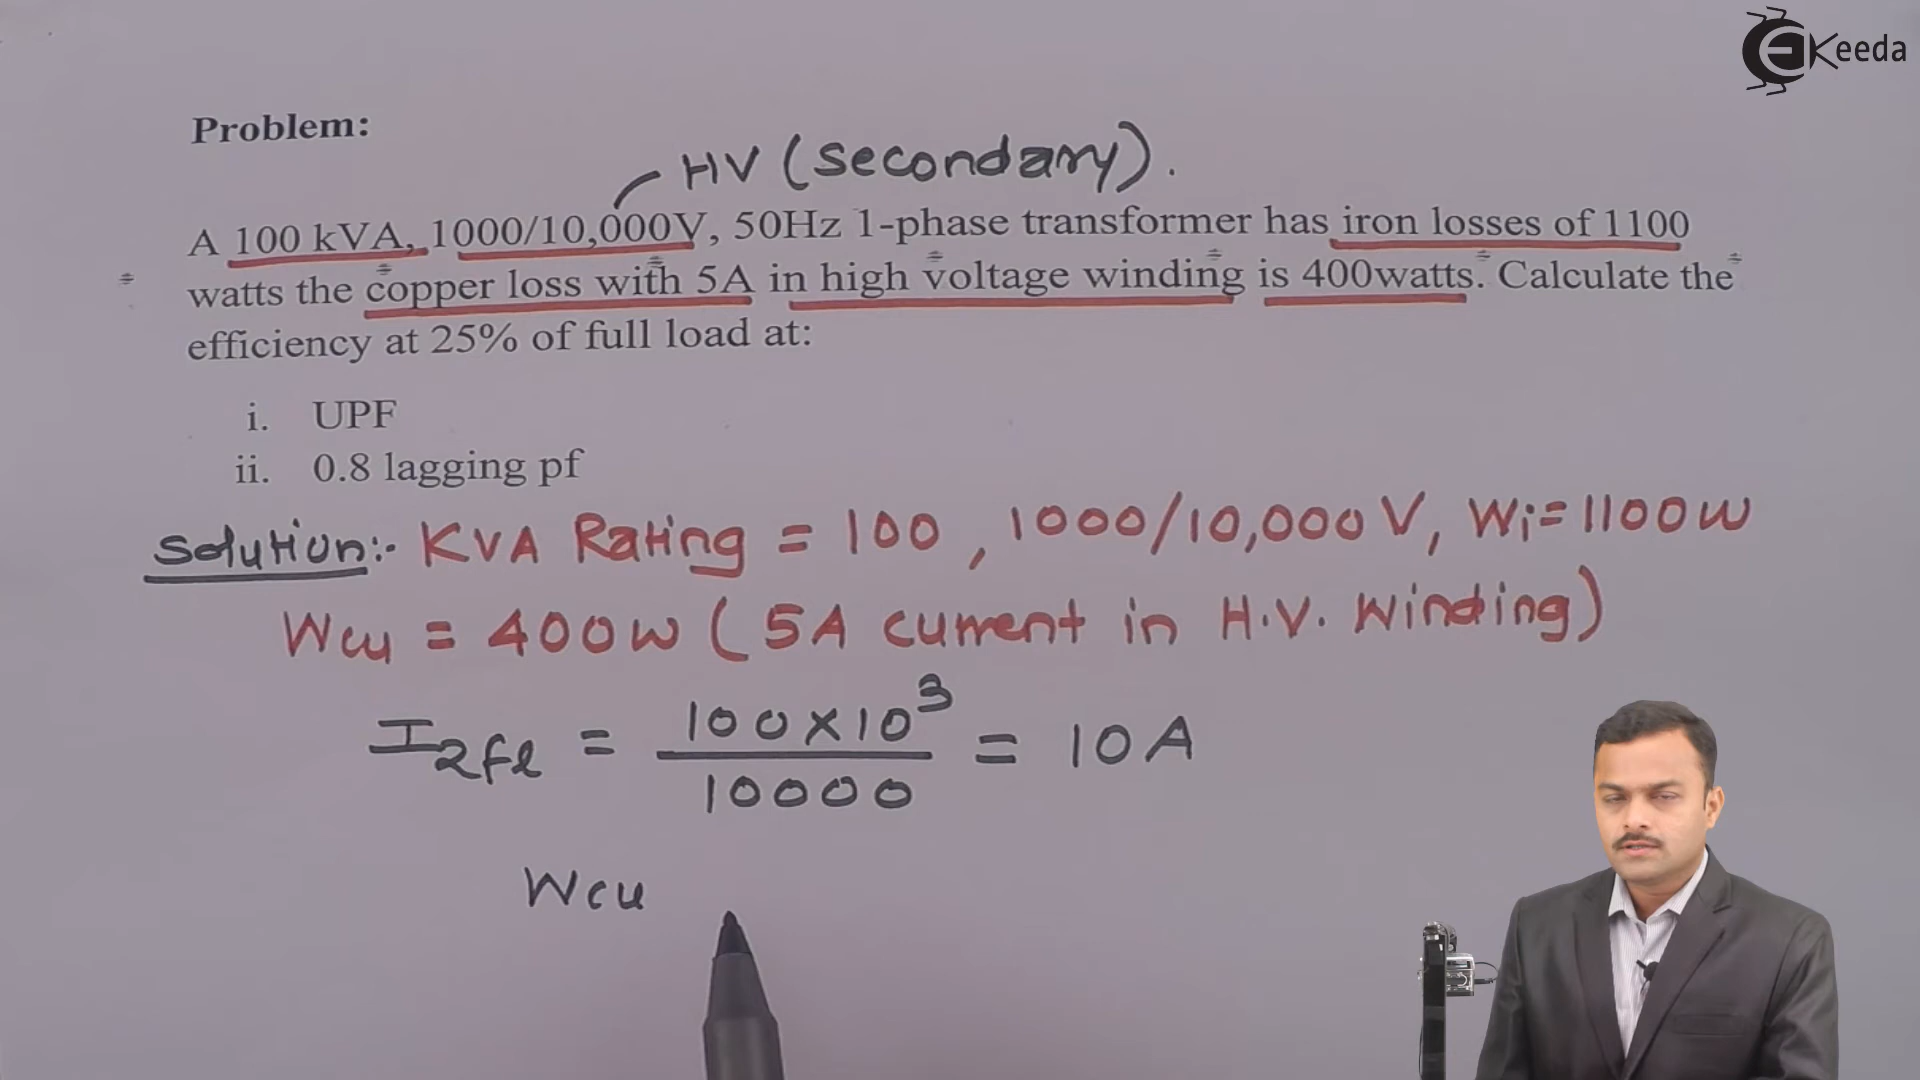 EKeeda
Problem:
HV (secondary).
A 100 kVA, 1000/10,000V, 50Hz 1-phase transformer has iron losses of 1100
watts the copper loss with 5A in high voltage winding is 400watts. Calculate the
efficiency at 25% of full load at:
i. UPF
ii. 0.8 lagging pf
Solution:- KVA Rating = 100, 1000/10,000 V, Wi=1100W
Wcu = 400W (5A current in H.V. Winding)
I2fl = 100×10³/10000 = 10A
Wcu